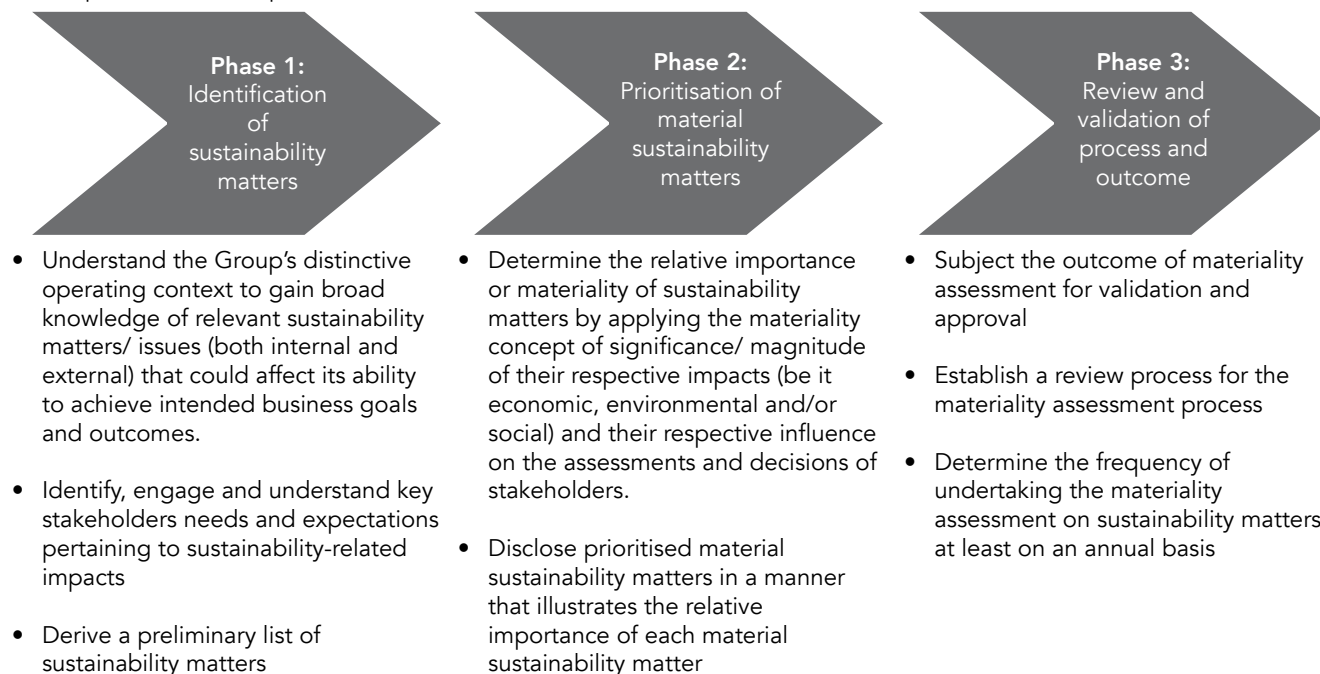 Phase 1:
Identification
of
sustainability
matters
• Understand the Group's distinctive
operating context to gain broad
knowledge of relevant sustainability
matters/ issues (both internal and
external) that could affect its ability
to achieve intended business goals
and outcomes.
• Identify, engage and understand key
stakeholders needs and expectations
pertaining to sustainability-related
impacts
• Derive a preliminary list of
sustainability matters
Phase 2:
Prioritisation of
material
sustainability
matters
• Determine the relative importance
or materiality of sustainability
matters by applying the materiality
concept of significance/ magnitude
of their respective impacts (be it
economic, environmental and/or
social) and their respective influence
on the assessments and decisions of
stakeholders.
• Disclose prioritised material
sustainability matters in a manner
that illustrates the relative
importance of each material
sustainability matter
Phase 3:
Review and
validation of
process and
outcome
• Subject the outcome of materiality
assessment for validation and
approval
• Establish a review process for the
materiality assessment process
• Determine the frequency of
undertaking the materiality
assessment on sustainability matters
at least on an annual basis